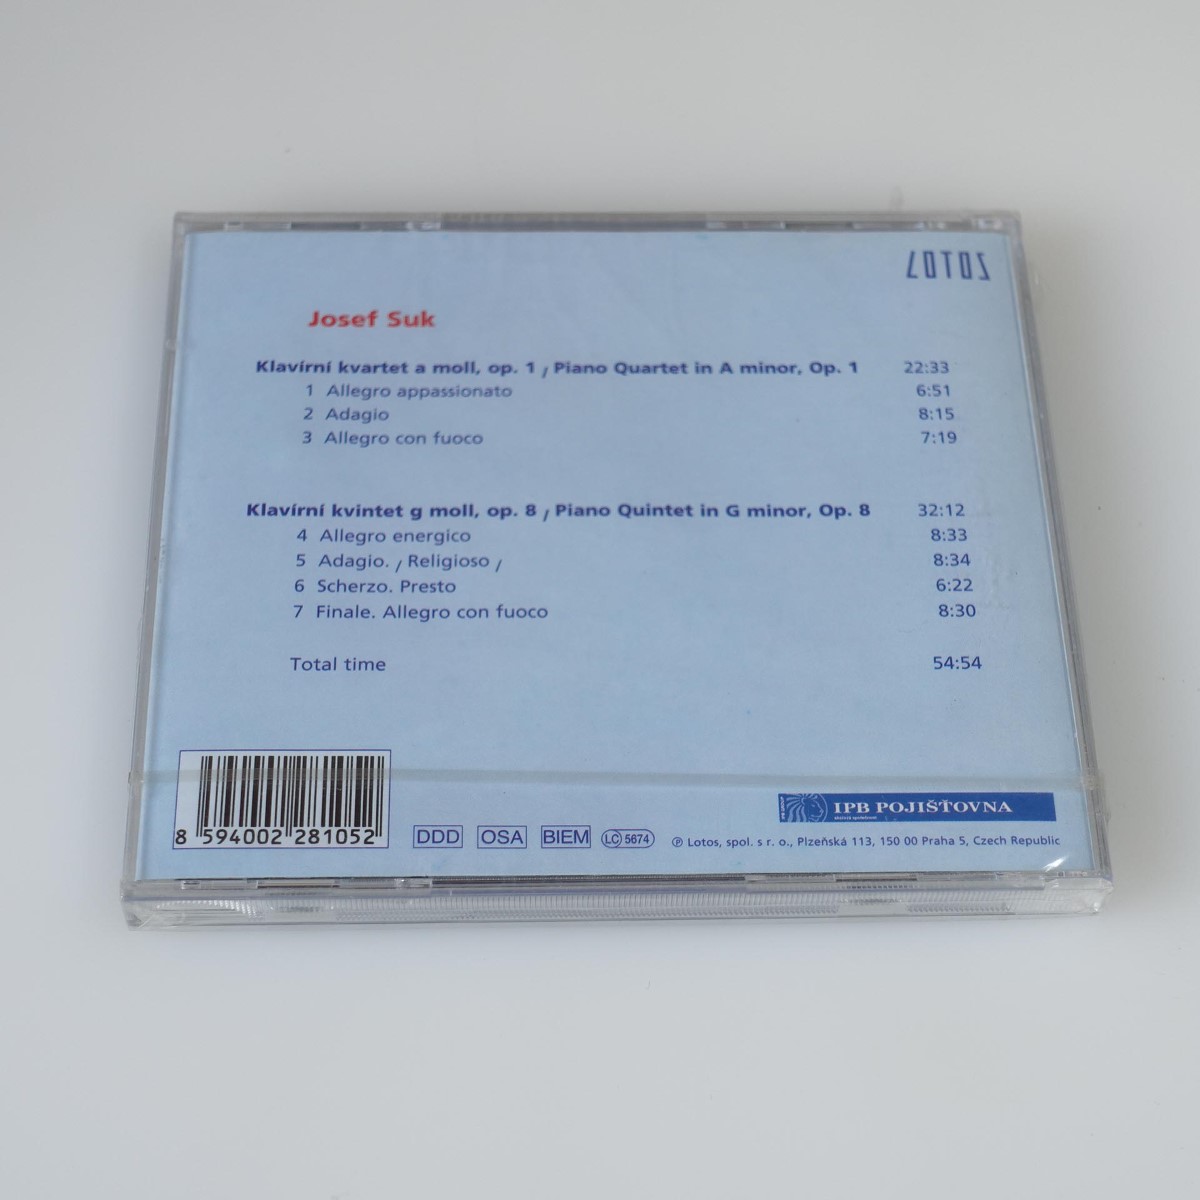 LOTOS
Josef Suk
Klavírní kvartet a moll, op. 1 / Piano Quartet in A minor, Op. 1 22:33
1 Allegro appassionato 6:51
2 Adagio 8:15
3 Allegro con fuoco 7:19
Klavírní kvintet g moll, op. 8 / Piano Quintet in G minor, Op. 8 32:12
4 Allegro energico 8:33
5 Adagio. / Religioso / 8:34
6 Scherzo. Presto 6:22
7 Finale. Allegro con fuoco 8:30
Total time 54:54
IPB POJIŠŤOVNA
8 594002 281052
DDD OSA BIEM LC 5674
℗ Lotos, spol. s r. o., Plzeňská 113, 150 00 Praha 5, Czech Republic